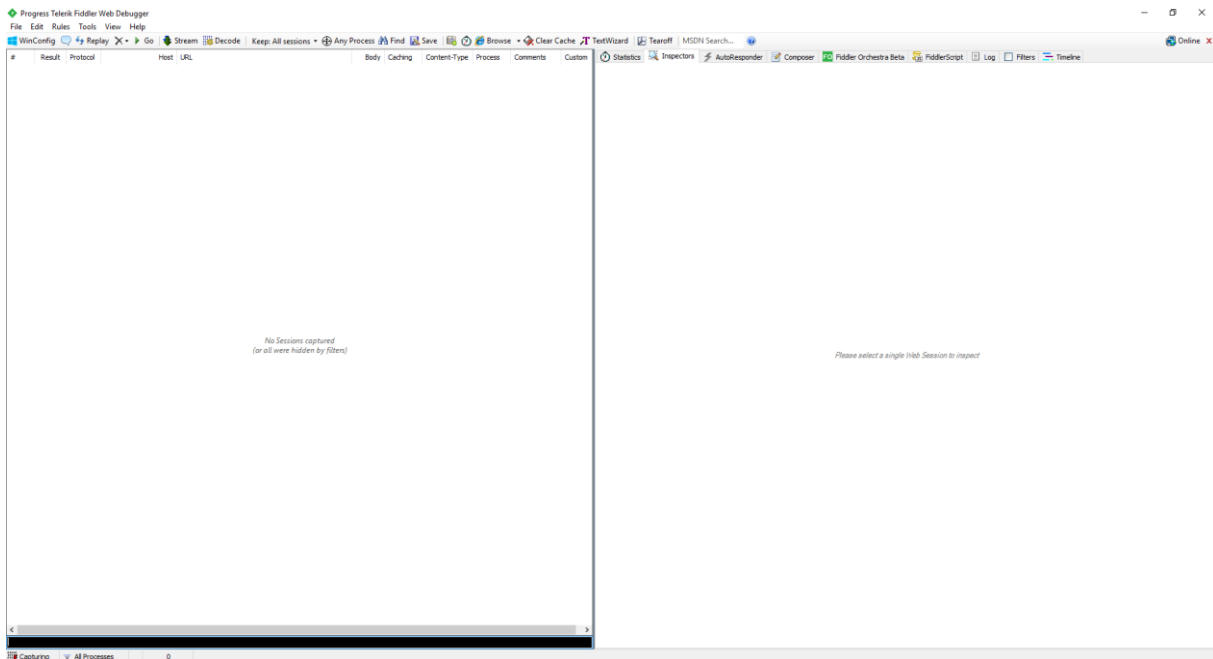 Progress Telerik Fiddler Web Debugger
File Edit Rules Tools View Help
WinConfig Replay Go Stream Decode Keep: All sessions Any Process Find Save Browse Clear Cache TextWizard Tearoff MSDN Search... Online
# Result Protocol Host URL Body Caching Content-Type Process Comments Custom Statistics Inspectors AutoResponder Composer FO Fiddler Orchestra Beta FiddlerScript Log Filters Timeline
No Sessions captured
(or all were hidden by filters)
Please select a single Web Session to inspect
Capturing All Processes 0